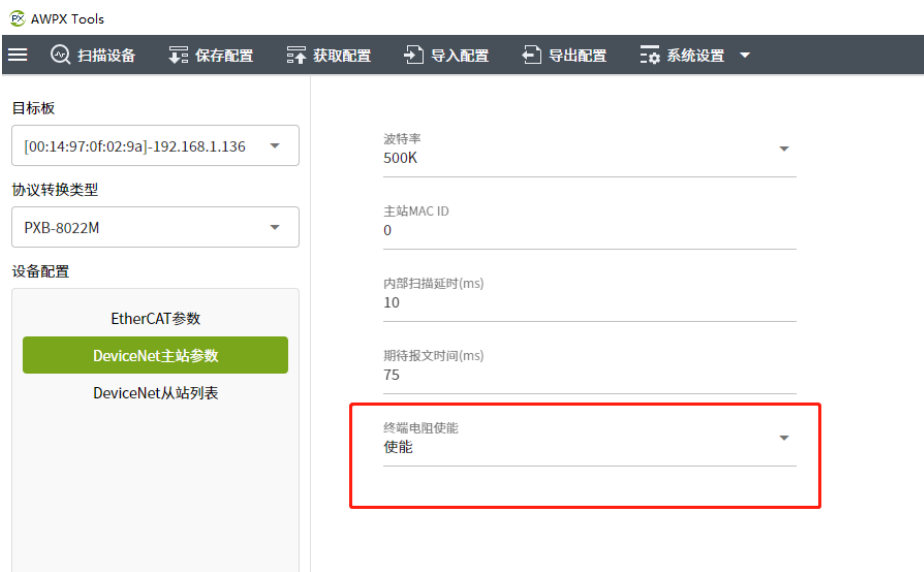 AWPX Tools
扫描设备 保存配置 获取配置 导入配置 导出配置 系统设置
目标板
[00:14:97:0f:02:9a]-192.168.1.136
协议转换类型
PXB-8022M
设备配置
EtherCAT参数
DeviceNet主站参数
DeviceNet从站列表
波特率
500K
主站MAC ID
0
内部扫描延时(ms)
10
期待报文时间(ms)
75
终端电阻使能
使能